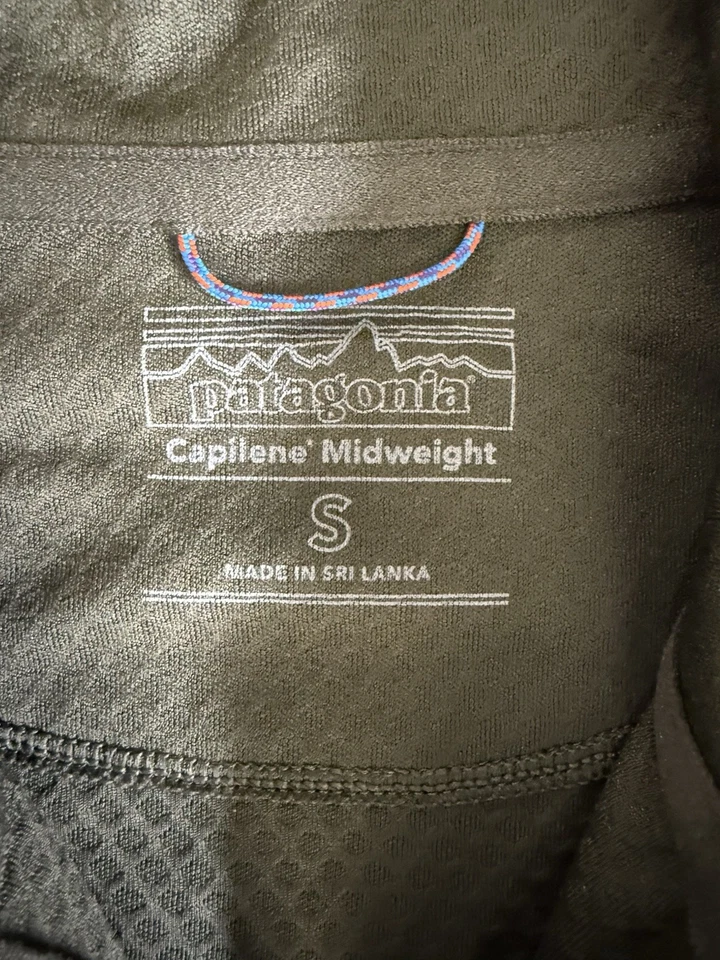 patagonia®
Capilene® Midweight
S
MADE IN SRI LANKA